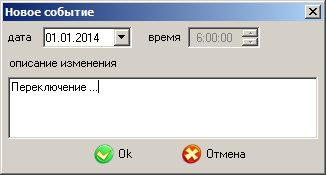 Новое событие
дата 01.01.2014 время 6:00:00
описание изменения
Переключение ...
Ok Отмена